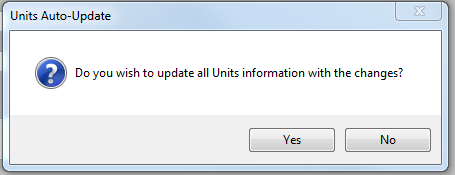 Units Auto-Update
Do you wish to update all Units information with the changes?
Yes
No